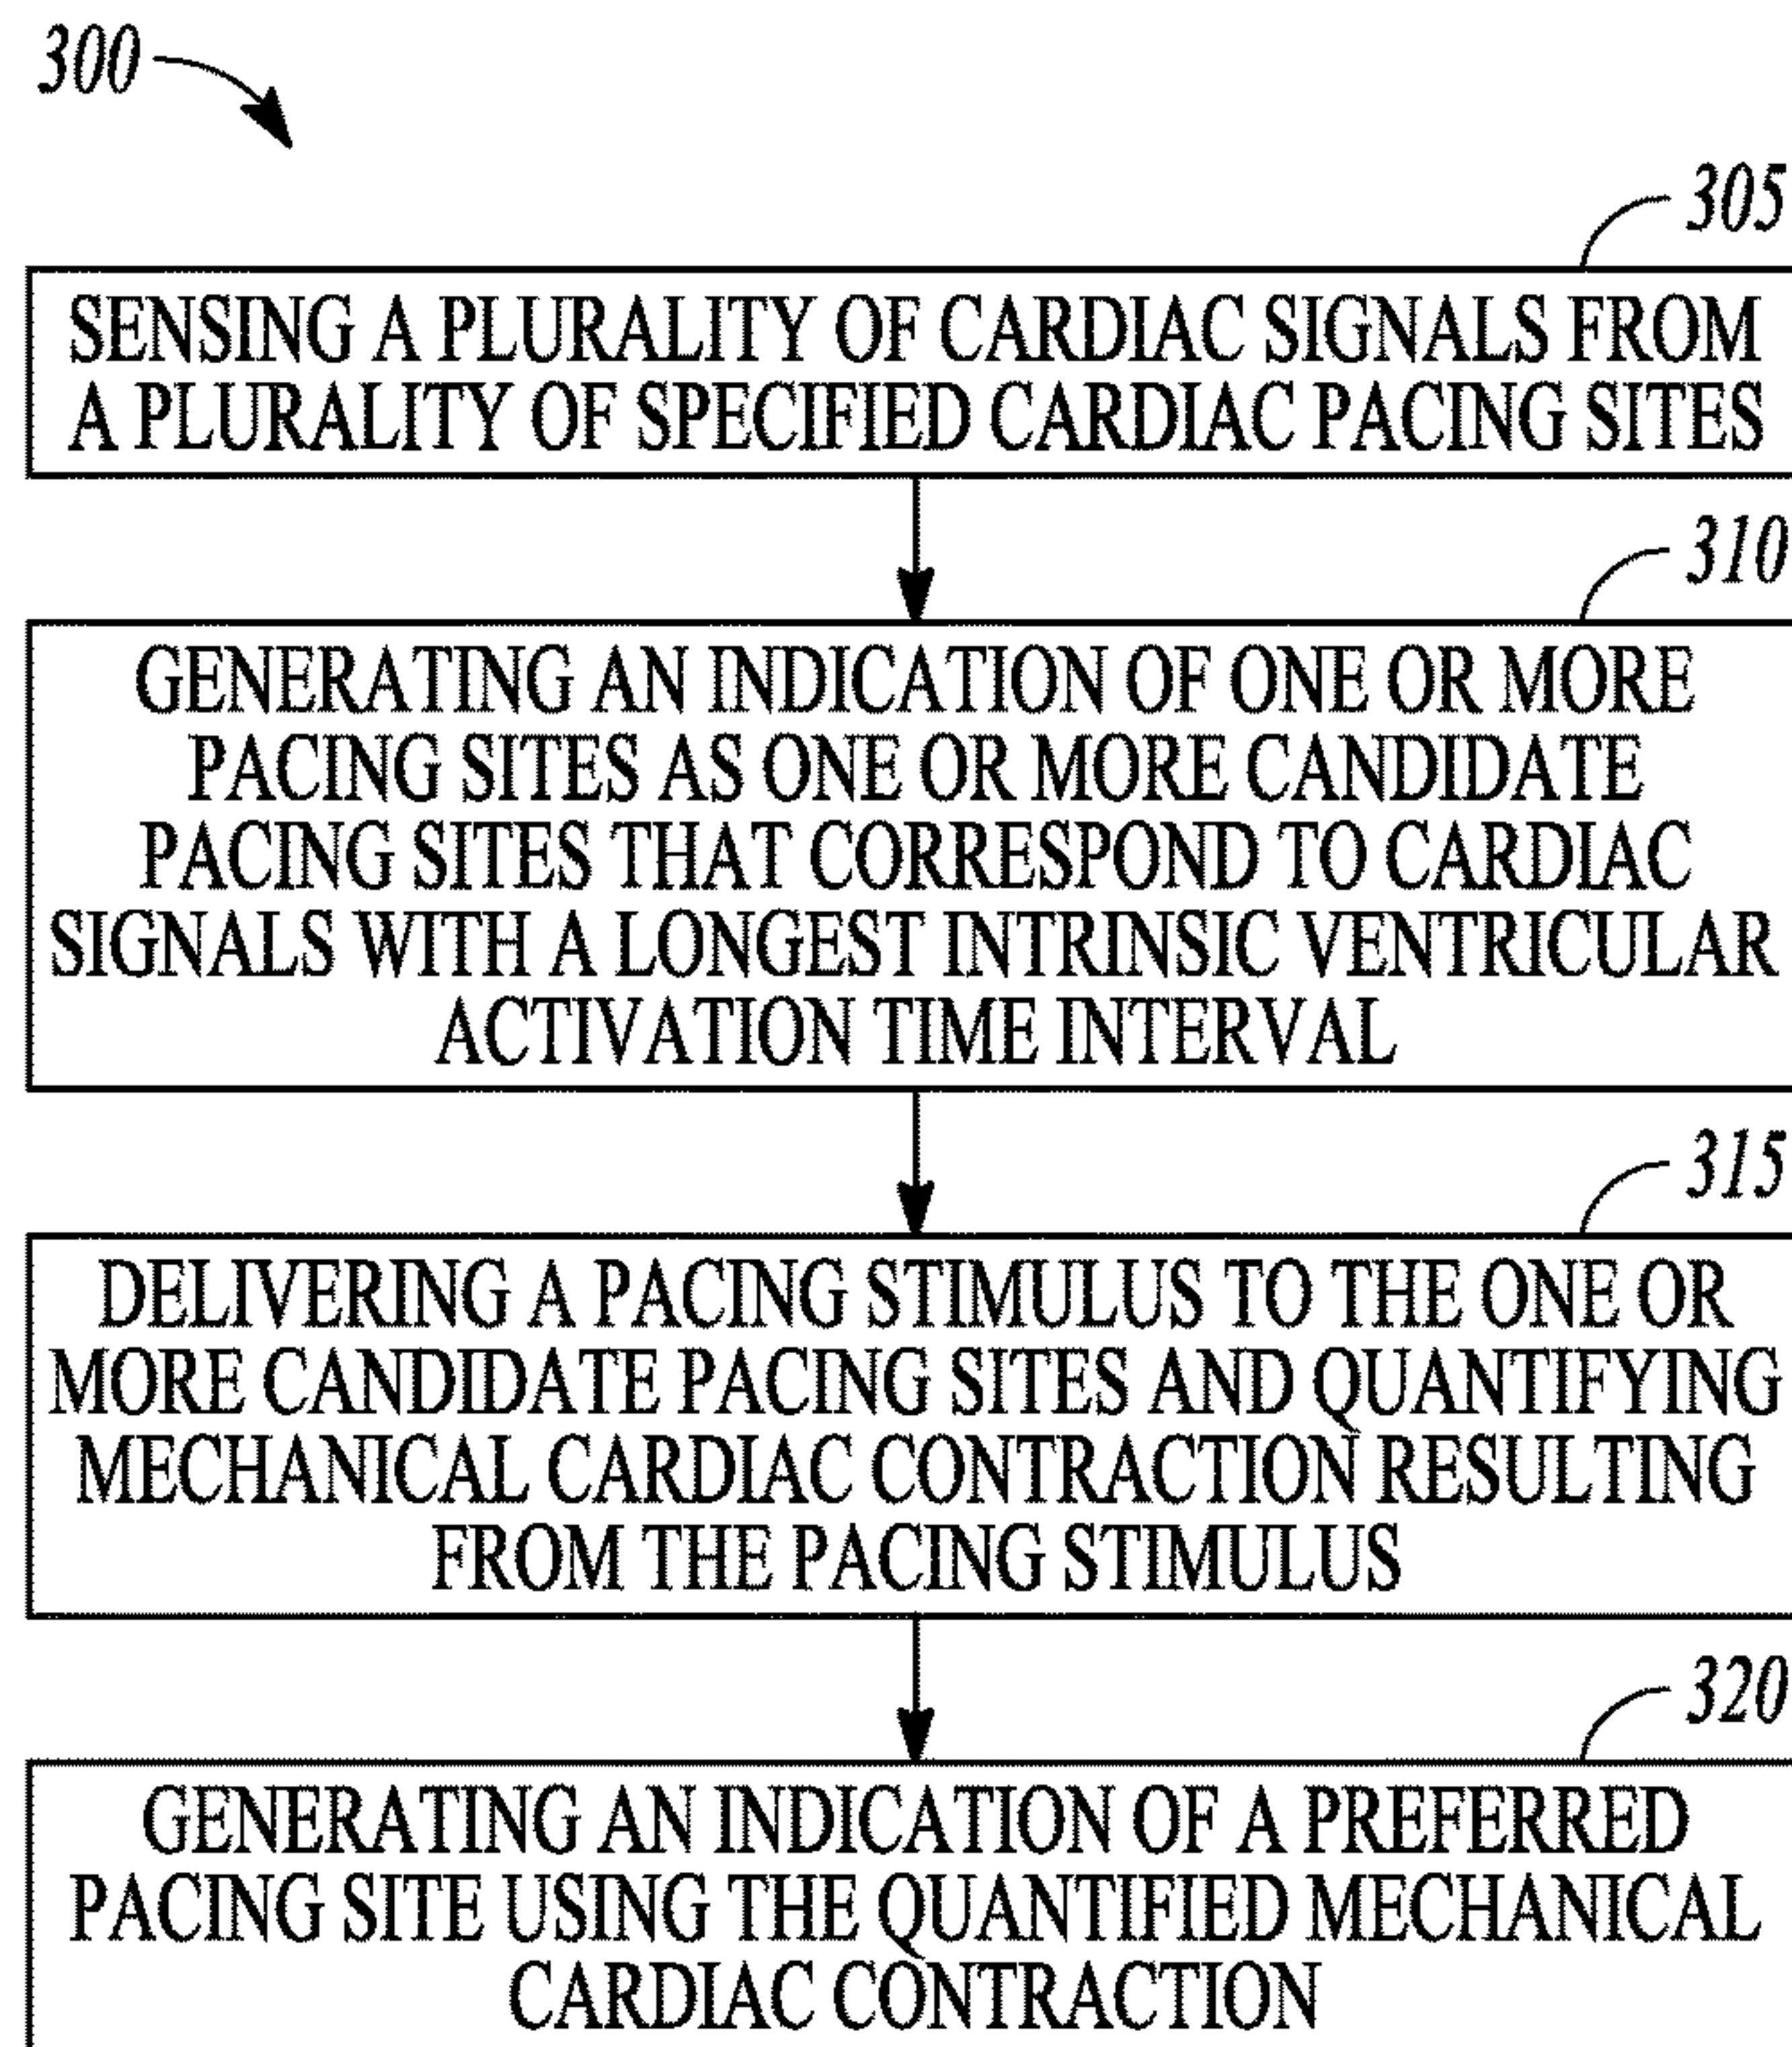 300
305
SENSING A PLURALITY OF CARDIAC SIGNALS FROM
A PLURALITY OF SPECIFIED CARDIAC PACING SITES
310
GENERATING AN INDICATION OF ONE OR MORE
PACING SITES AS ONE OR MORE CANDIDATE
PACING SITES THAT CORRESPOND TO CARDIAC
SIGNALS WITH A LONGEST INTRINSIC VENTRICULAR
ACTIVATION TIME INTERVAL
315
DELIVERING A PACING STIMULUS TO THE ONE OR
MORE CANDIDATE PACING SITES AND QUANTIFYING
MECHANICAL CARDIAC CONTRACTION RESULTING
FROM THE PACING STIMULUS
320
GENERATING AN INDICATION OF A PREFERRED
PACING SITE USING THE QUANTIFIED MECHANICAL
CARDIAC CONTRACTION